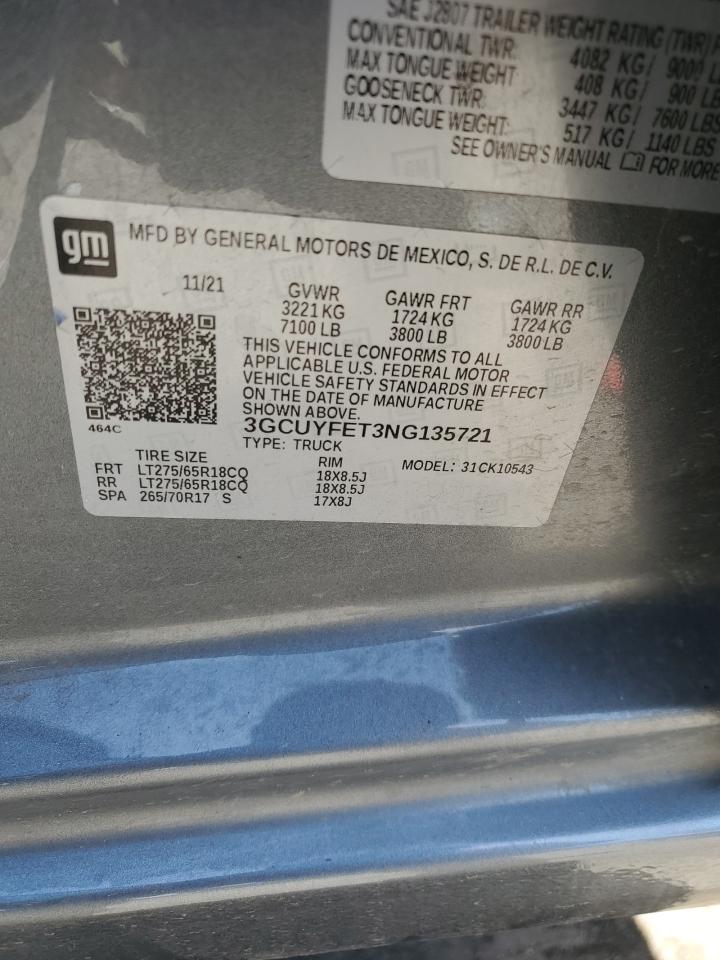 SAE J2807 TRAILER WEIGHT RATING (TWR)
CONVENTIONAL TWR: 4082 KG/ 9000
MAX TONGUE WEIGHT 408 KG/ 900 LB
GOOSENECK TWR: 3447 KG/ 7600 LBS
MAX TONGUE WEIGHT: 517 KG/ 1140 LBS
SEE OWNER'S MANUAL FOR MORE
gm
MFD BY GENERAL MOTORS DE MEXICO, S. DE R.L. DE C.V.
11/21 GVWR GAWR FRT GAWR RR
3221 KG 1724 KG 1724 KG
7100 LB 3800 LB 3800 LB
THIS VEHICLE CONFORMS TO ALL
APPLICABLE U.S. FEDERAL MOTOR
VEHICLE SAFETY STANDARDS IN EFFECT
ON THE DATE OF MANUFACTURE
SHOWN ABOVE.
464C
3GCUYFET3NG135721
TYPE: TRUCK
TIRE SIZE RIM MODEL: 31CK10543
FRT LT275/65R18CQ 18X8.5J
RR LT275/65R18CQ 18X8.5J
SPA 265/70R17 S 17X8J